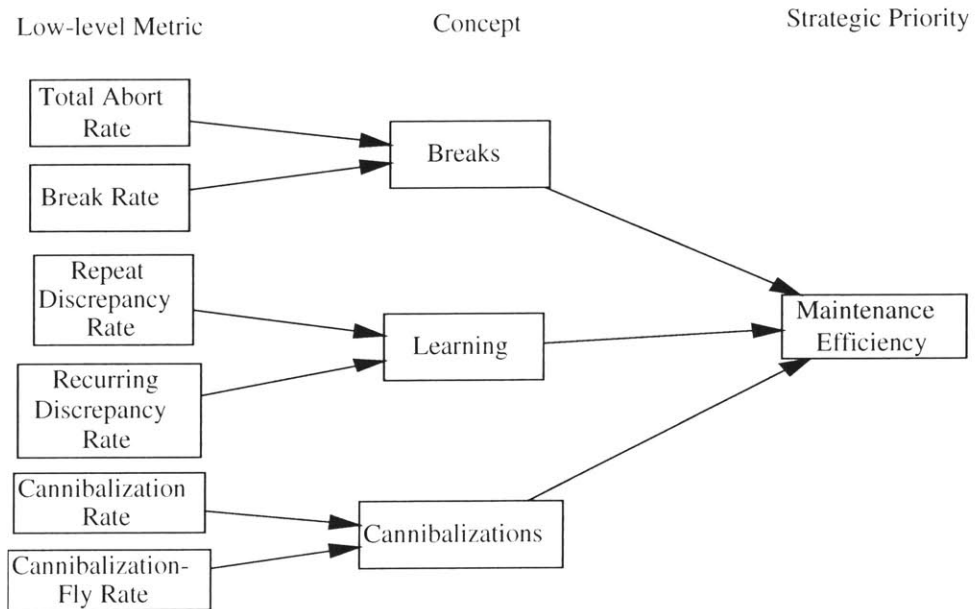 Low-level Metric
Concept
Strategic Priority
Total Abort
Rate
Break Rate
Repeat
Discrepancy
Rate
Recurring
Discrepancy
Rate
Cannibalization
Rate
Cannibalization-
Fly Rate
Breaks
Learning
Cannibalizations
Maintenance
Efficiency